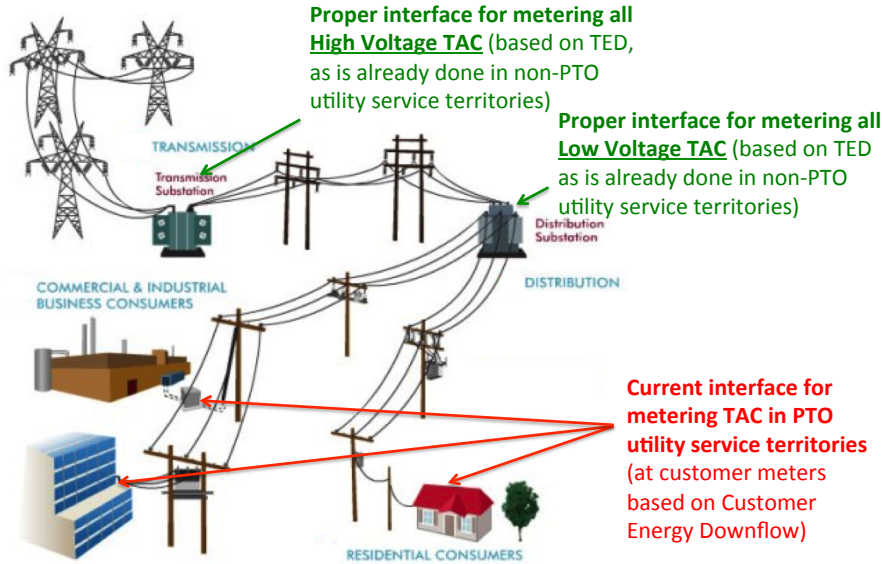 Proper interface for metering all
High Voltage TAC (based on TED,
as is already done in non-PTO
utility service territories)
Proper interface for metering all
Low Voltage TAC (based on TED
as is already done in non-PTO
utility service territories)
TRANSMISSION
Transmission
Substation
Distribution
Substation
DISTRIBUTION
COMMERCIAL & INDUSTRIAL
BUSINESS CONSUMERS
Current interface for
metering TAC in PTO
utility service territories
(at customer meters
based on Customer
Energy Downflow)
RESIDENTIAL CONSUMERS